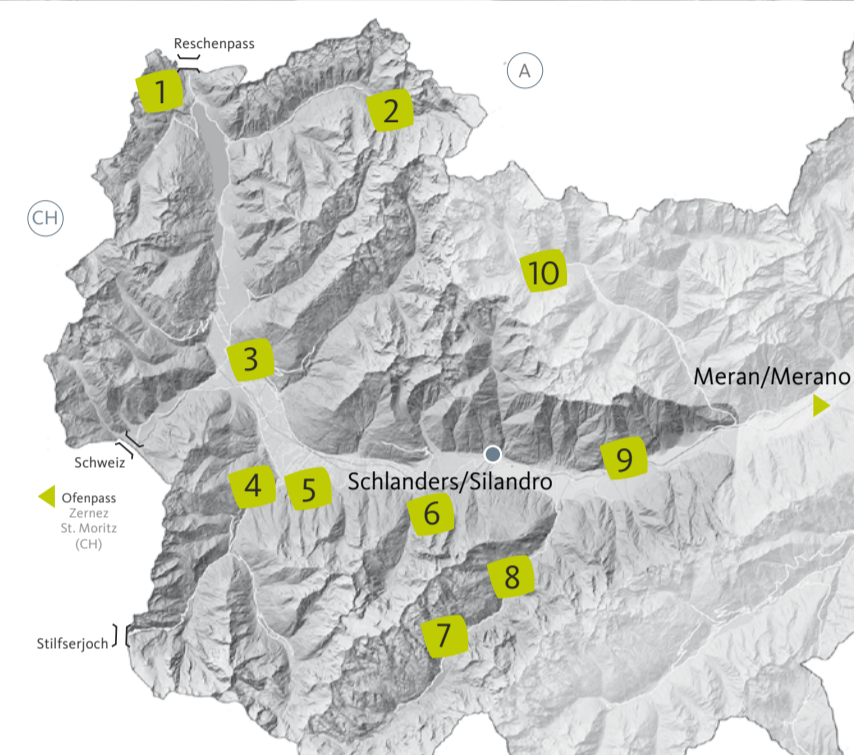 Reschenpass
1
A
2
CH
10
3
Meran/Merano
Schweiz
Schlanders/Silandro
9
4
5
Ofenpass
Zernez
St. Moritz
(CH)
6
8
7
Stilfserjoch